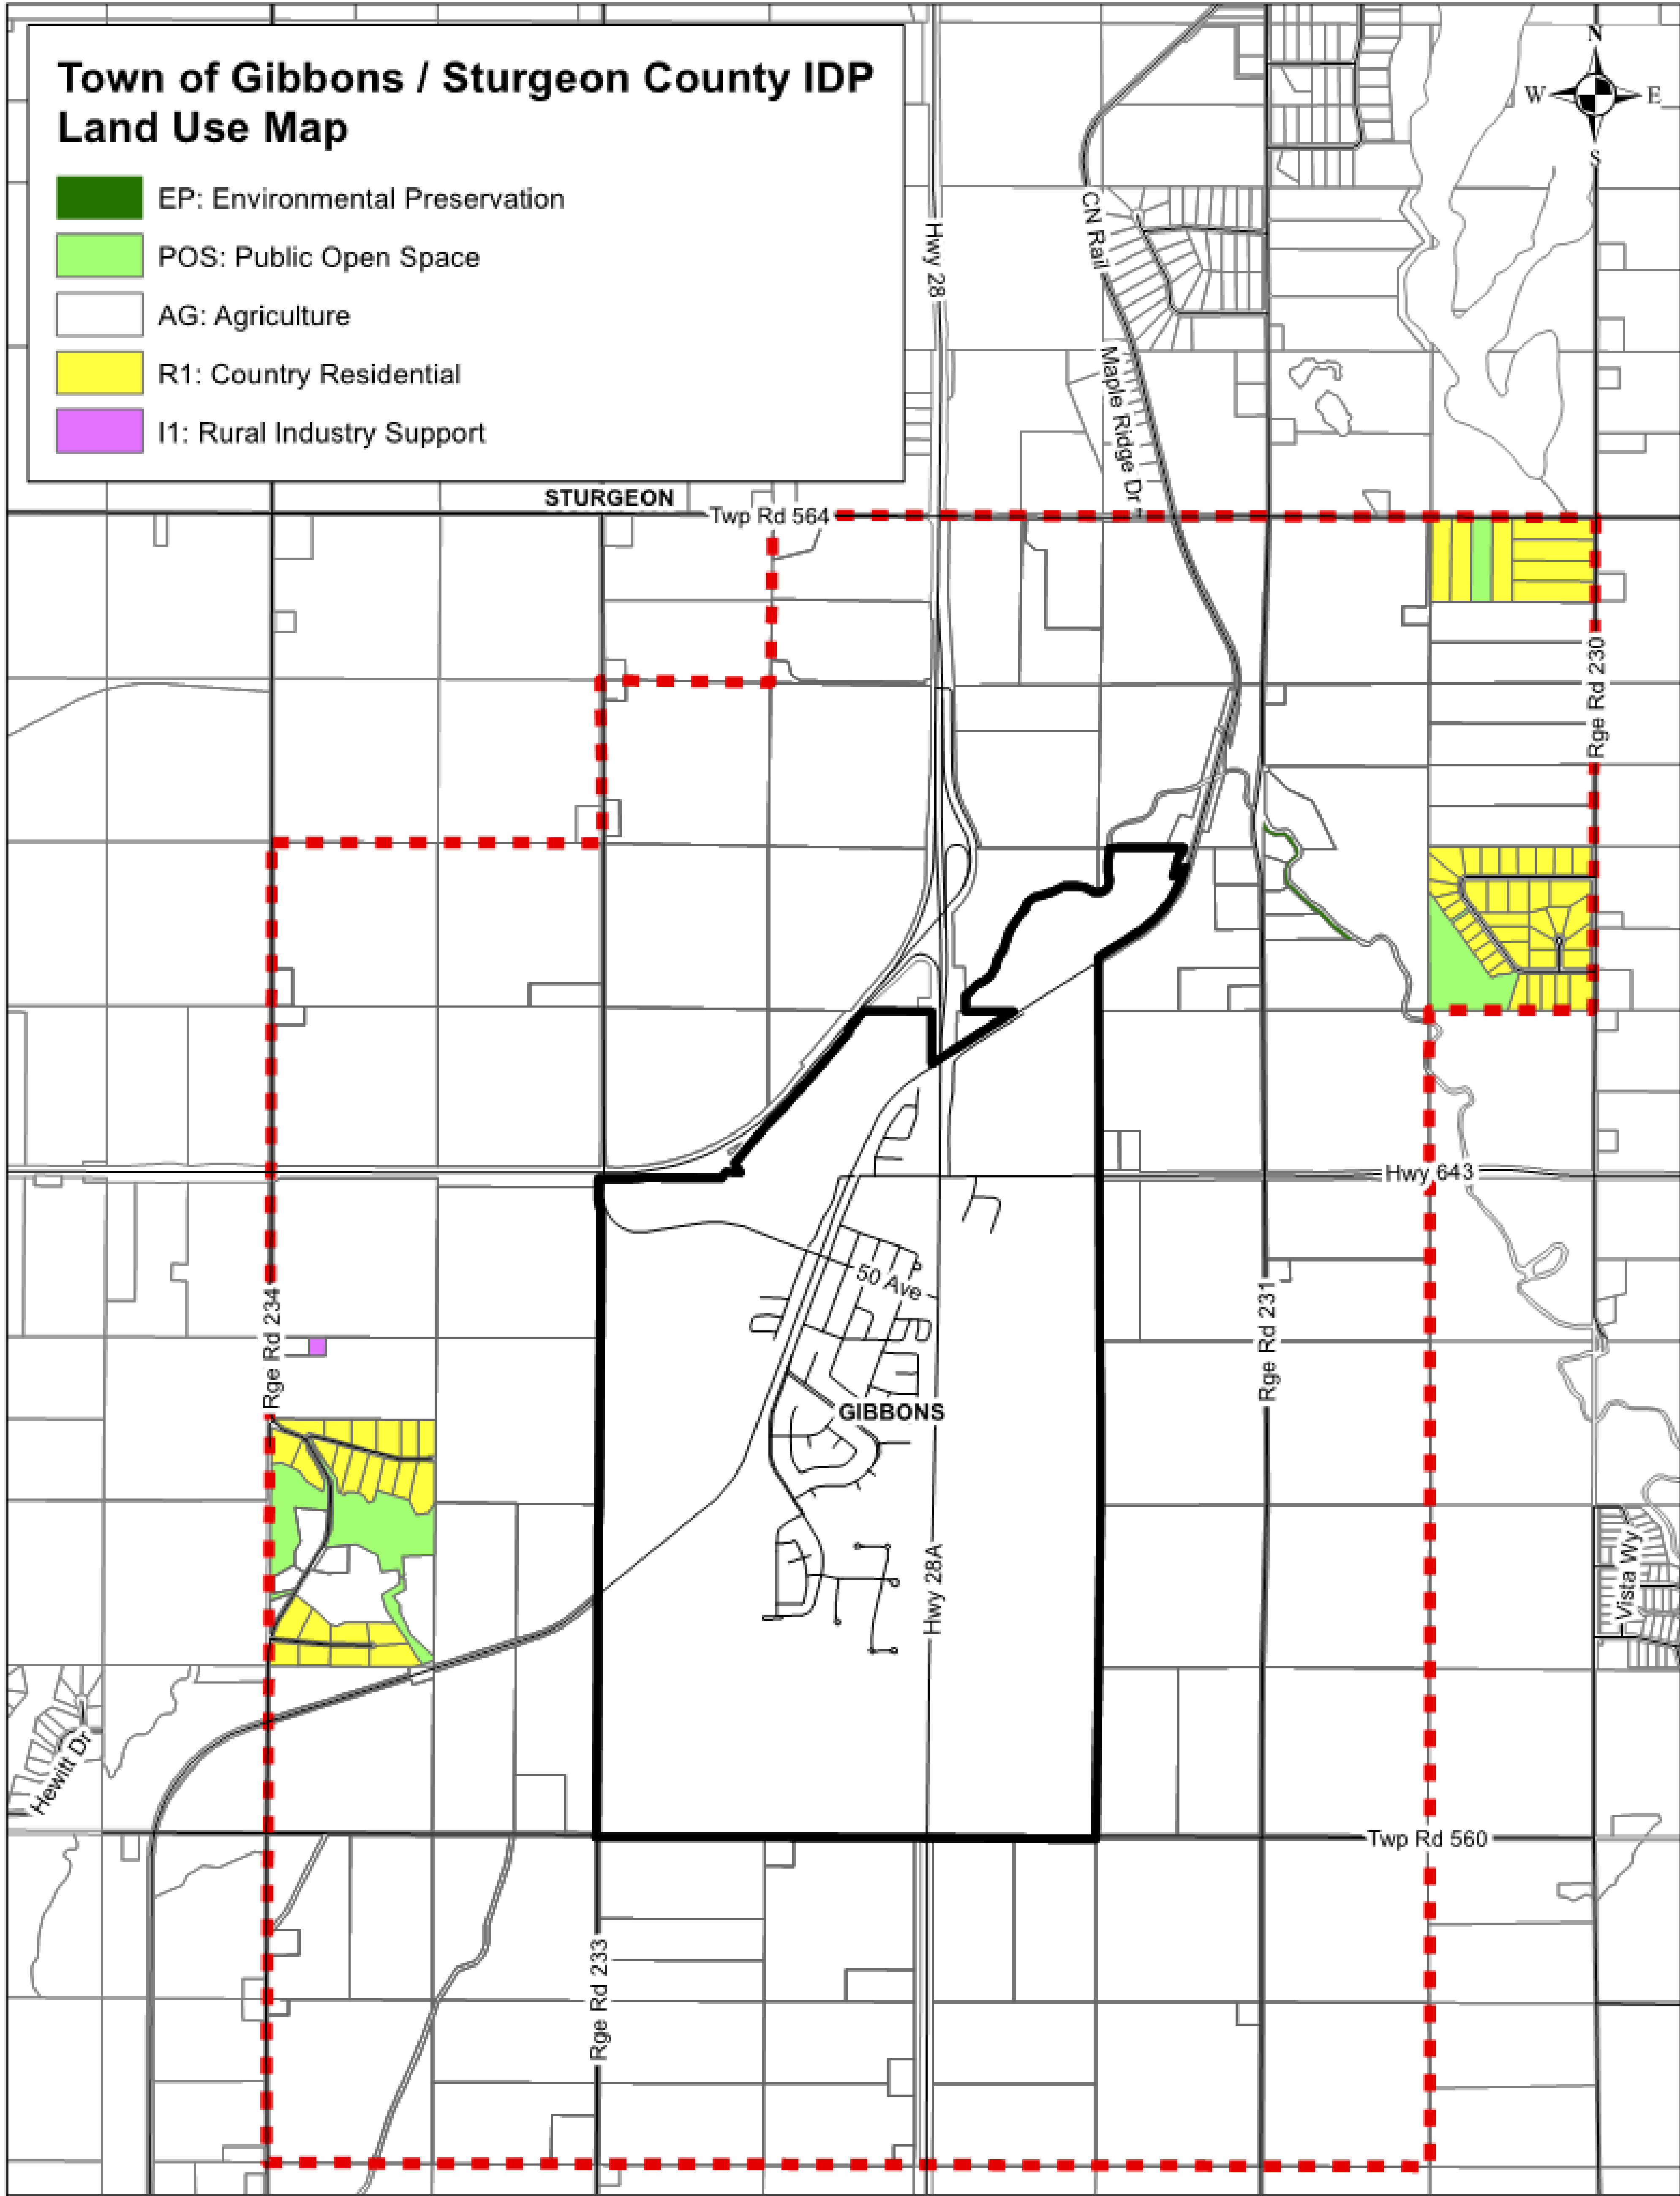 Town of Gibbons / Sturgeon County IDP
Land Use Map
EP: Environmental Preservation
POS: Public Open Space
AG: Agriculture
R1: Country Residential
I1: Rural Industry Support
N
W
E
S
Hwy 28
CN Rail
Maple Ridge Dr
STURGEON
Twp Rd 564
Rge Rd 230
Hwy 643
50 Ave
Rge Rd 234
Rge Rd 231
GIBBONS
Hwy 28A
Vista Wy
Hewitt Dr
Twp Rd 560
Rge Rd 233